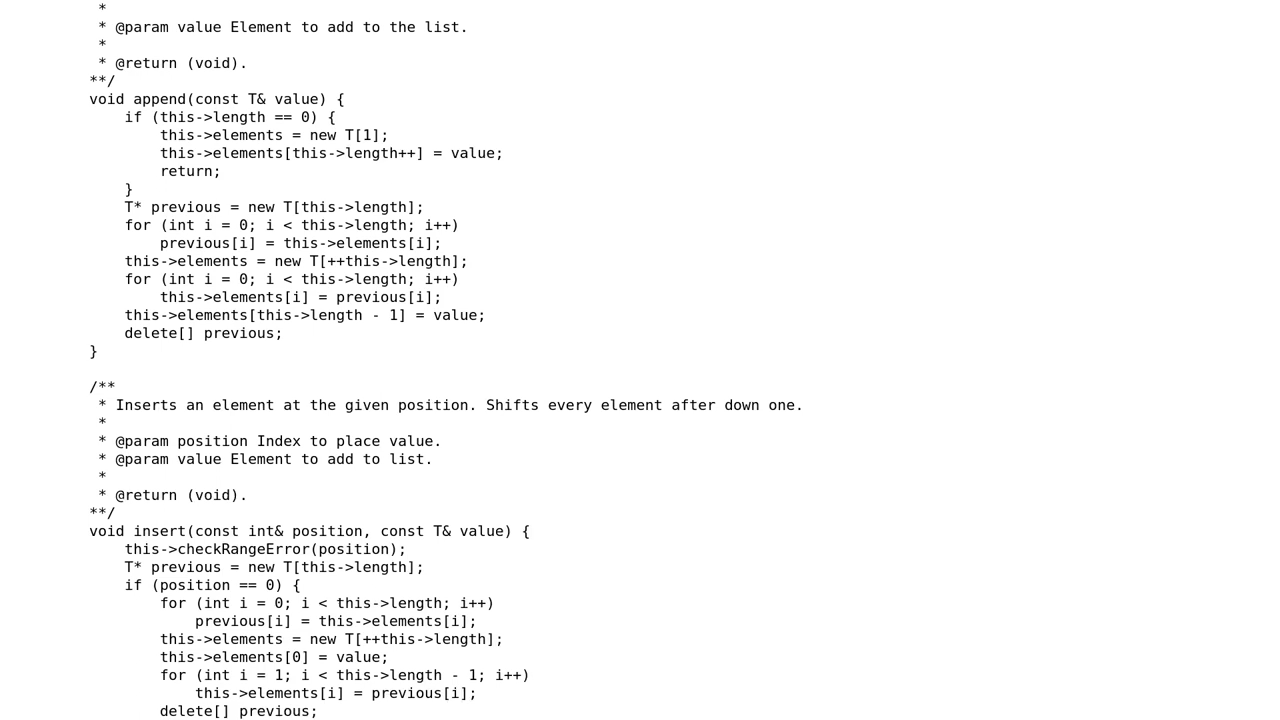 *
 * @param value Element to add to the list.
 *
 * @return (void).
**/
void append(const T& value) {
    if (this->length == 0) {
        this->elements = new T[1];
        this->elements[this->length++] = value;
        return;
    }
    T* previous = new T[this->length];
    for (int i = 0; i < this->length; i++)
        previous[i] = this->elements[i];
    this->elements = new T[++this->length];
    for (int i = 0; i < this->length; i++)
        this->elements[i] = previous[i];
    this->elements[this->length - 1] = value;
    delete[] previous;
}

/**
 * Inserts an element at the given position. Shifts every element after down one.
 *
 * @param position Index to place value.
 * @param value Element to add to list.
 *
 * @return (void).
**/
void insert(const int& position, const T& value) {
    this->checkRangeError(position);
    T* previous = new T[this->length];
    if (position == 0) {
        for (int i = 0; i < this->length; i++)
            previous[i] = this->elements[i];
        this->elements = new T[++this->length];
        this->elements[0] = value;
        for (int i = 1; i < this->length - 1; i++)
            this->elements[i] = previous[i];
        delete[] previous;